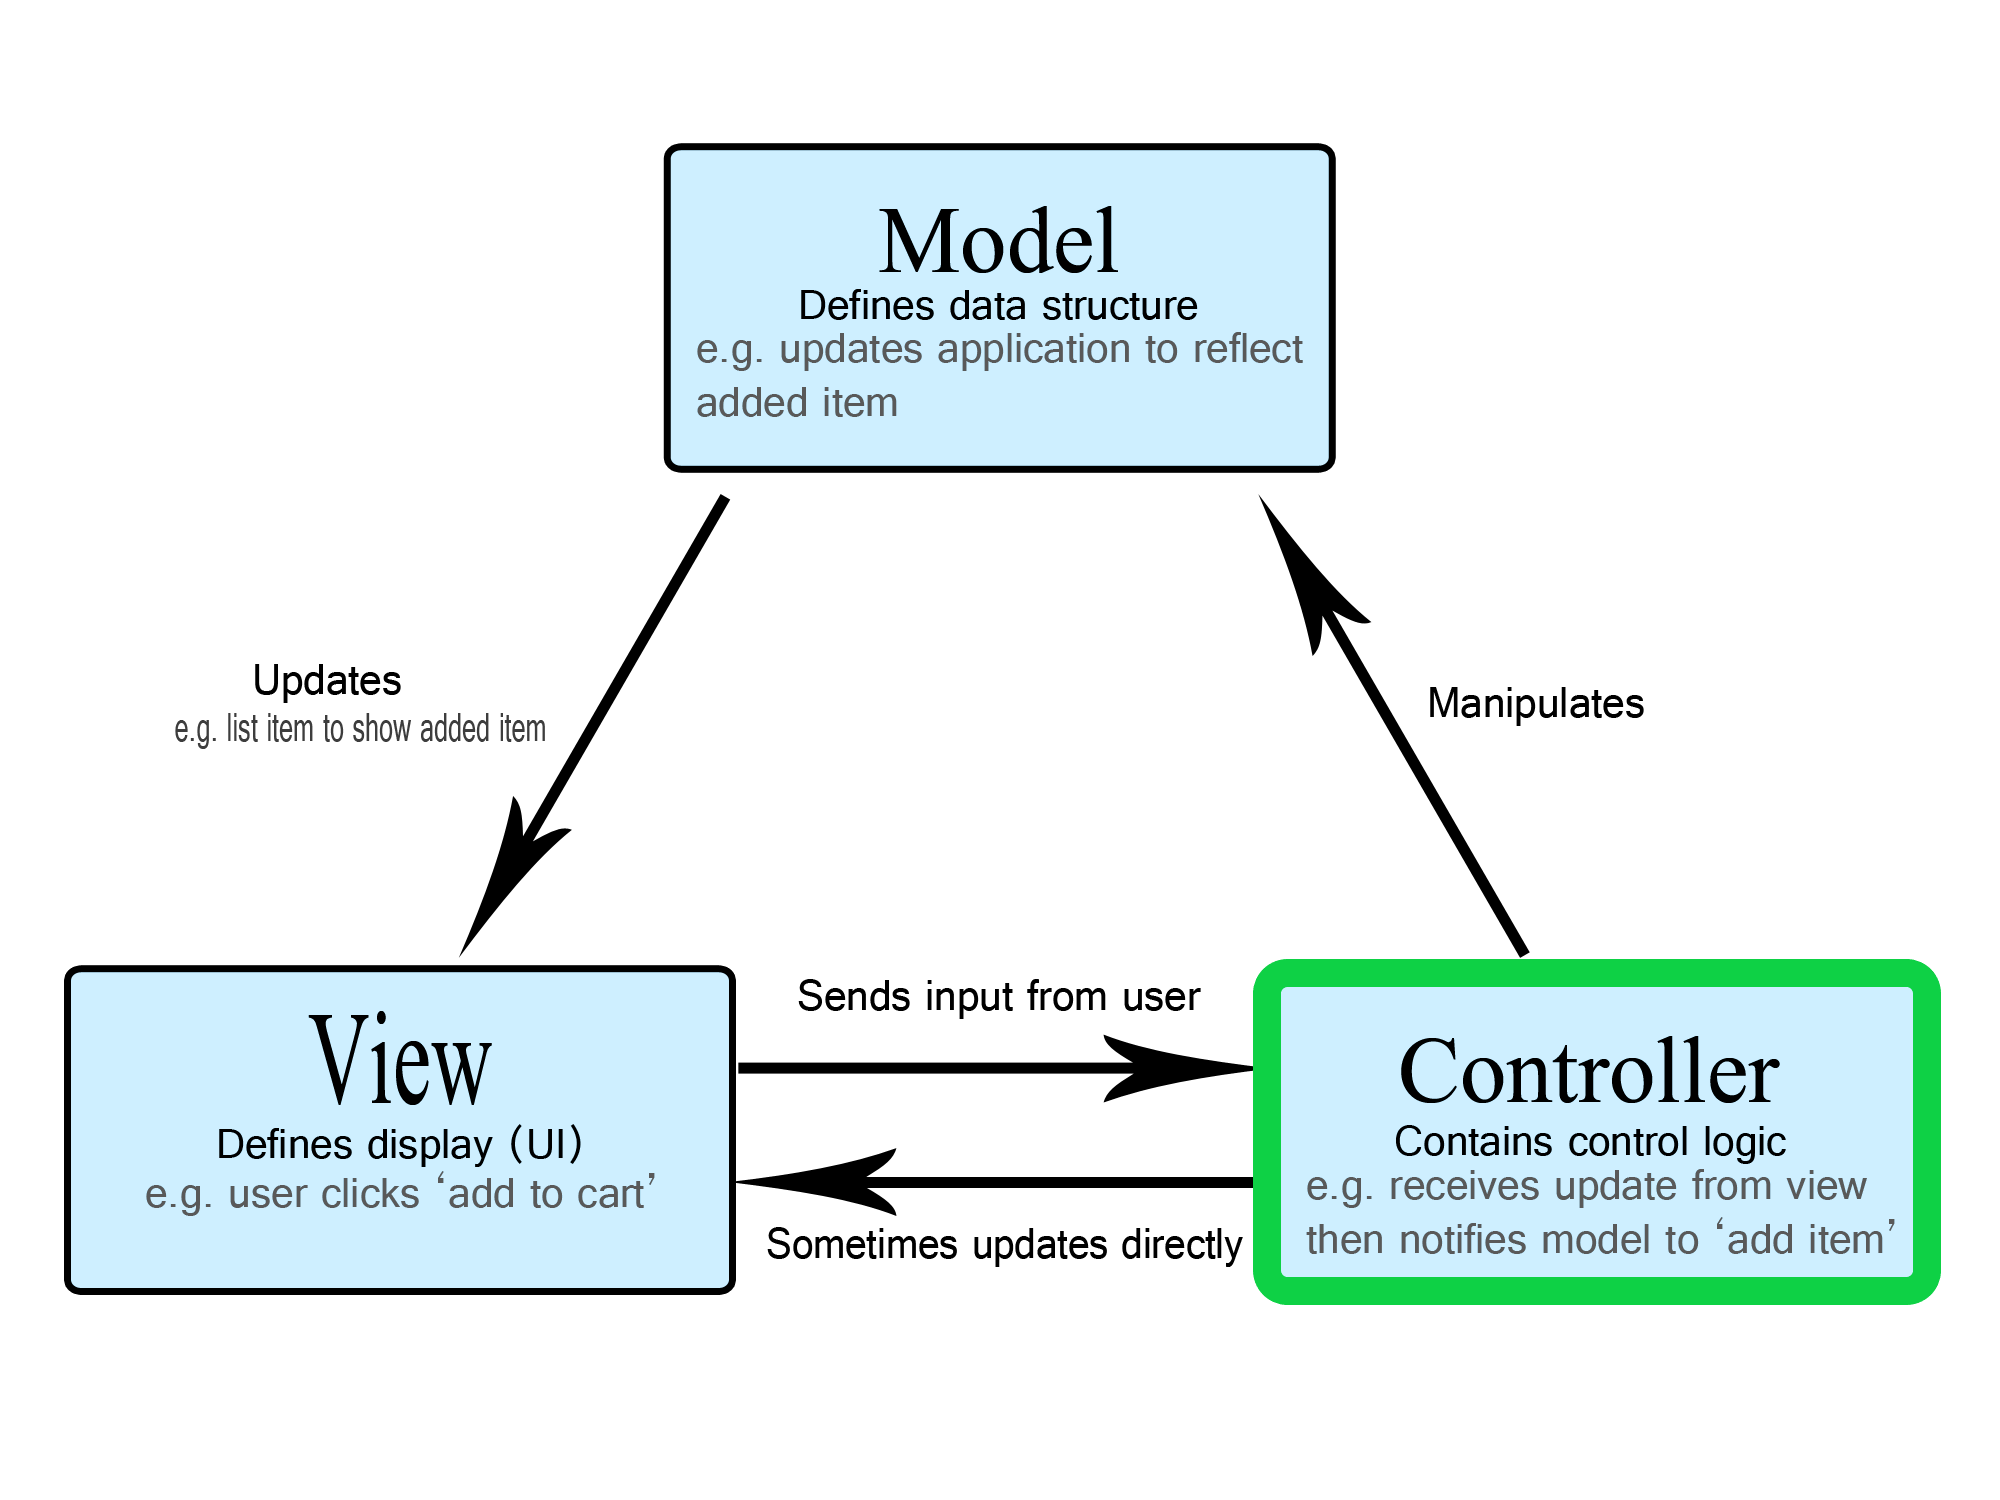 Model
Defines data structure
e.g. updates application to reflect
added item
Updates
e.g. list item to show added item
Manipulates
View
Defines display (UI)
e.g. user clicks ‘add to cart’
Sends input from user
Sometimes updates directly
Controller
Contains control logic
e.g. receives update from view
then notifies model to ‘add item’